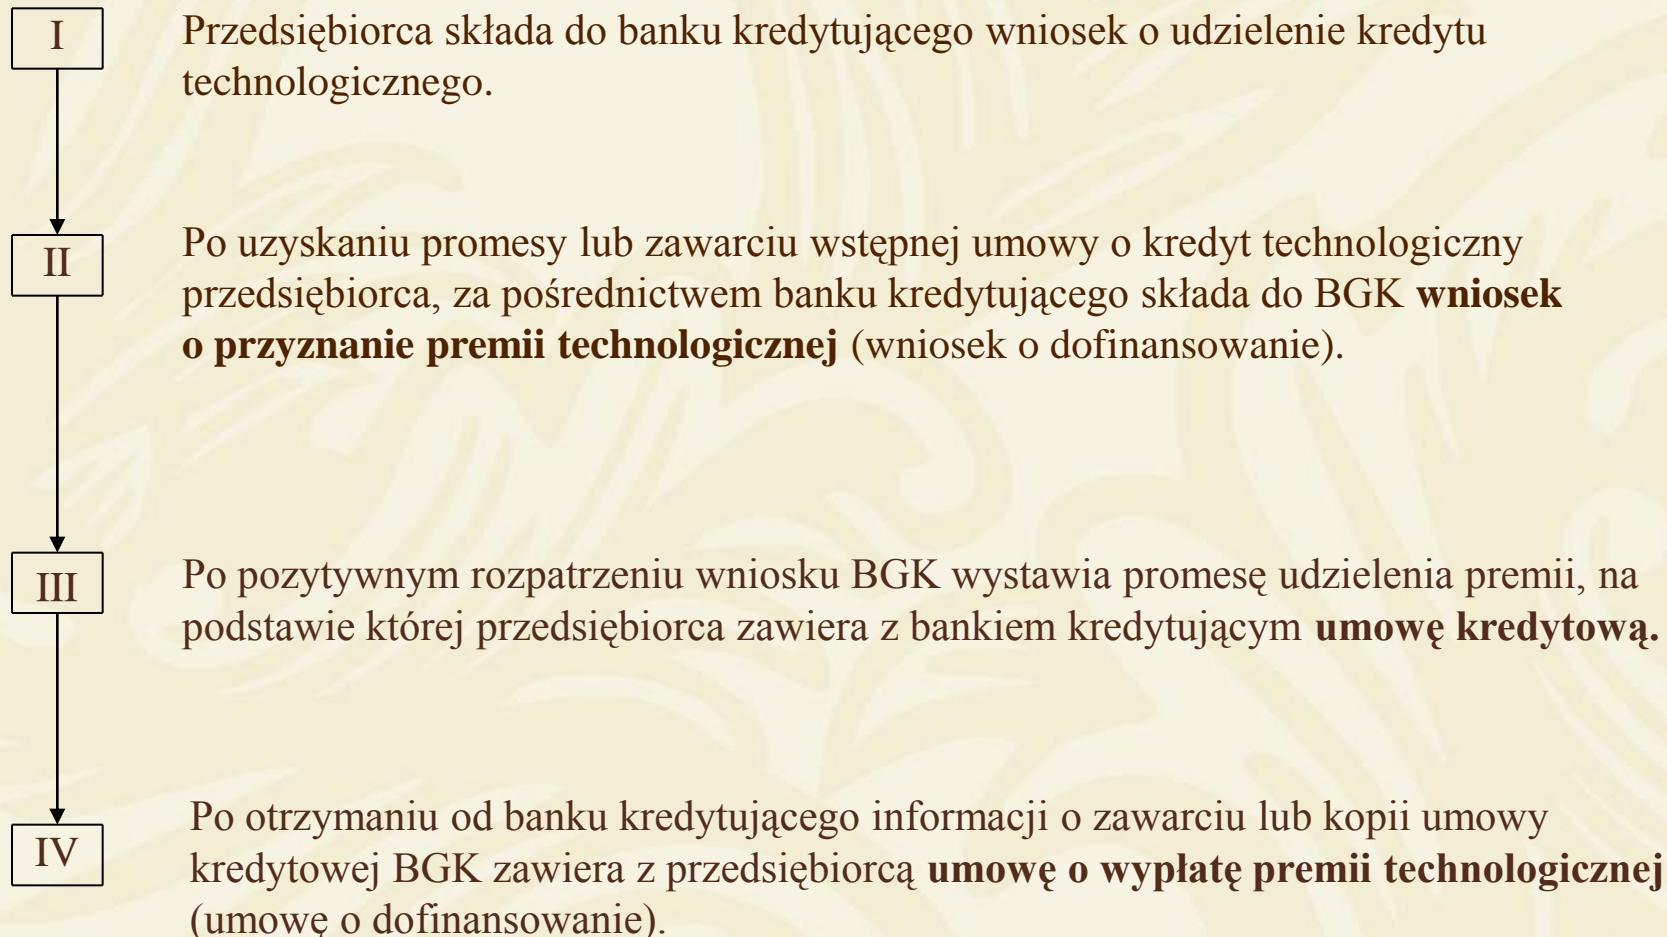 I
Przedsiębiorca składa do banku kredytującego wniosek o udzielenie kredytu
technologicznego.
II
Po uzyskaniu promesy lub zawarciu wstępnej umowy o kredyt technologiczny
przedsiębiorca, za pośrednictwem banku kredytującego składa do BGK wniosek
o przyznanie premii technologicznej (wniosek o dofinansowanie).
III
Po pozytywnym rozpatrzeniu wniosku BGK wystawia promesę udzielenia premii, na
podstawie której przedsiębiorca zawiera z bankiem kredytującym umowę kredytową.
IV
Po otrzymaniu od banku kredytującego informacji o zawarciu lub kopii umowy
kredytowej BGK zawiera z przedsiębiorcą umowę o wypłatę premii technologicznej
(umowę o dofinansowanie).